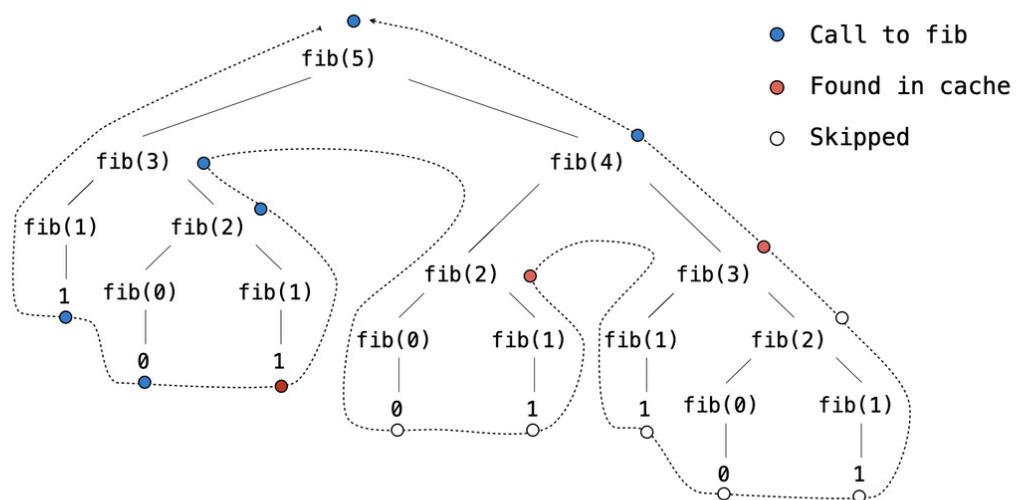 fib(5)
fib(3)
fib(4)
fib(1)
fib(2)
fib(2)
fib(3)
1
fib(0)
fib(1)
fib(0)
fib(1)
fib(1)
fib(2)
0
1
0
1
1
fib(0)
fib(1)
0
1
Call to fib
Found in cache
Skipped